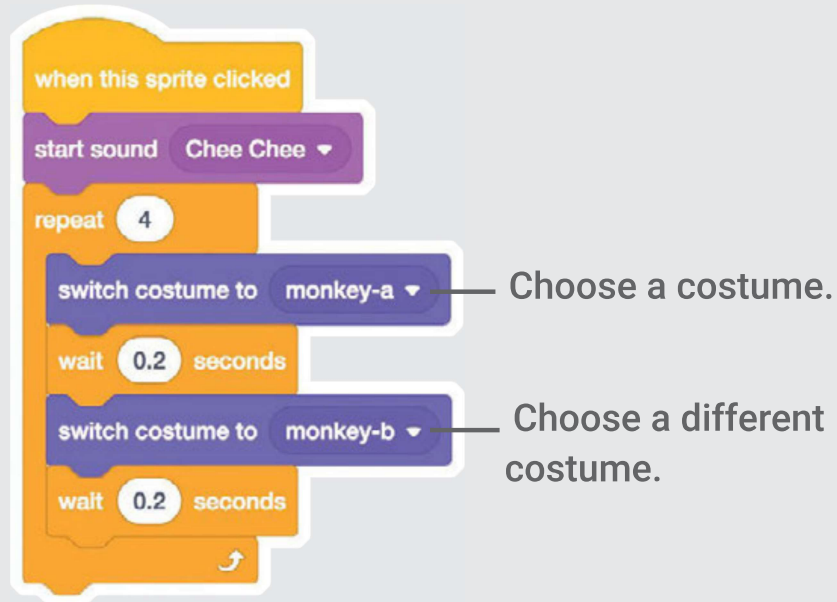 when this sprite clicked
start sound Chee Chee
repeat 4
switch costume to monkey-a
Choose a costume.
wait 0.2 seconds
switch costume to monkey-b
Choose a different
costume.
wait 0.2 seconds